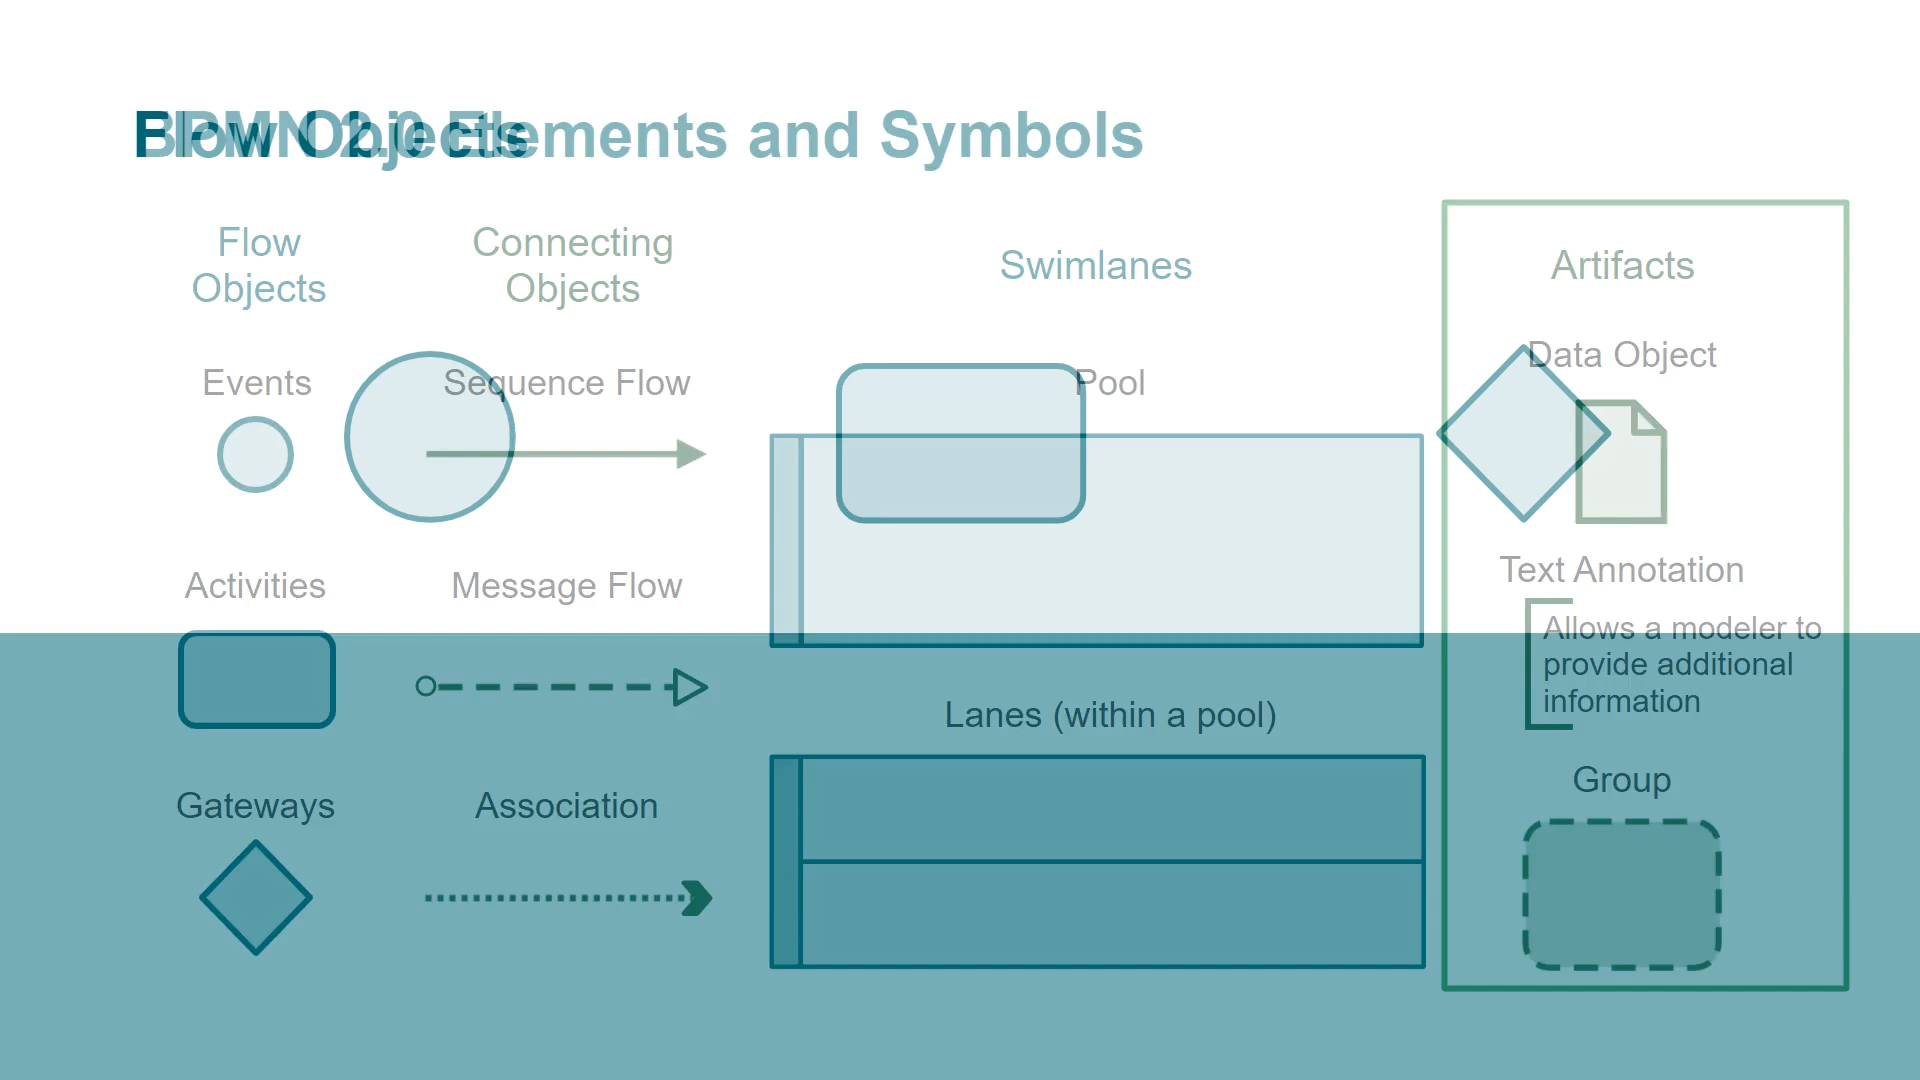 BPMN 2.0 Elements and Symbols
Flow Objects
Flow
Objects
Connecting
Objects
Swimlanes
Artifacts
Events
Sequence Flow
Pool
Data Object
Activities
Message Flow
Text Annotation
Allows a modeler to
provide additional
information
Lanes (within a pool)
Gateways
Association
Group